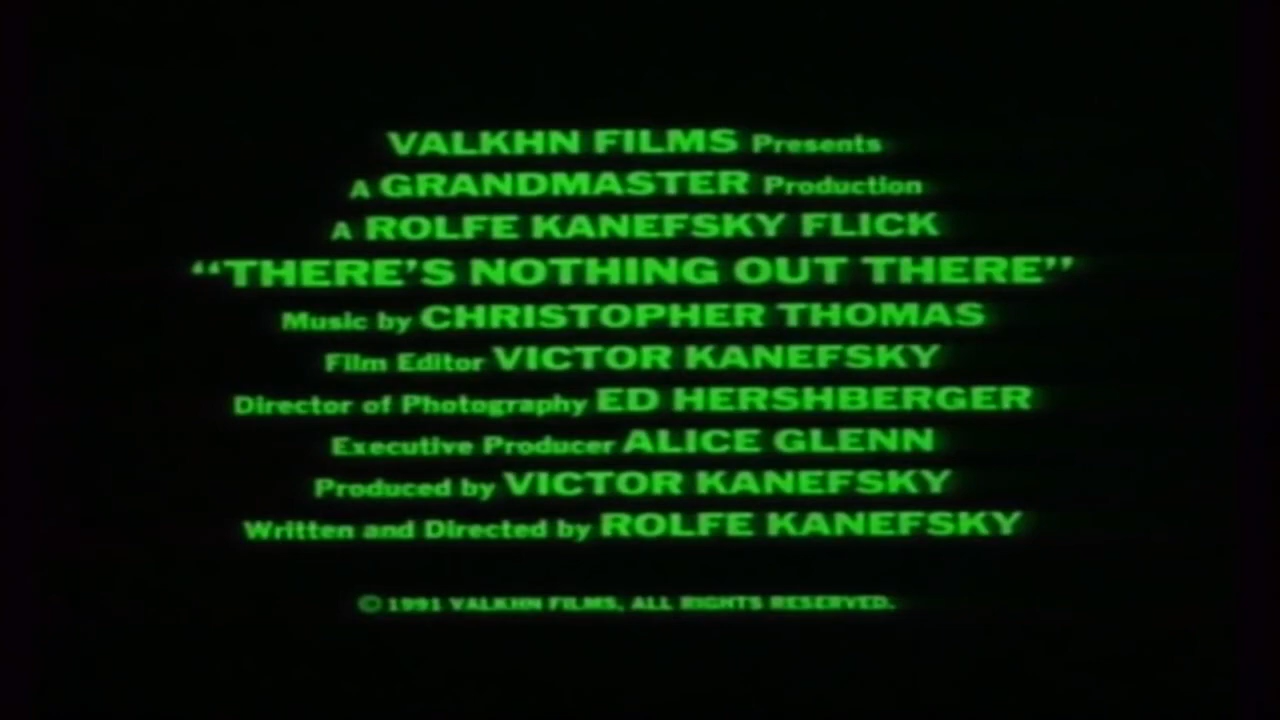 VALKHN FILMS Presents
A GRANDMASTER Production
A ROLFE KANEFSKY FLICK
“THERE’S NOTHING OUT THERE”
Music by CHRISTOPHER THOMAS
Film Editor VICTOR KANEFSKY
Director of Photography ED HERSHBERGER
Executive Producer ALICE GLENN
Produced by VICTOR KANEFSKY
Written and Directed by ROLFE KANEFSKY
© 1991 VALKHN FILMS, ALL RIGHTS RESERVED.